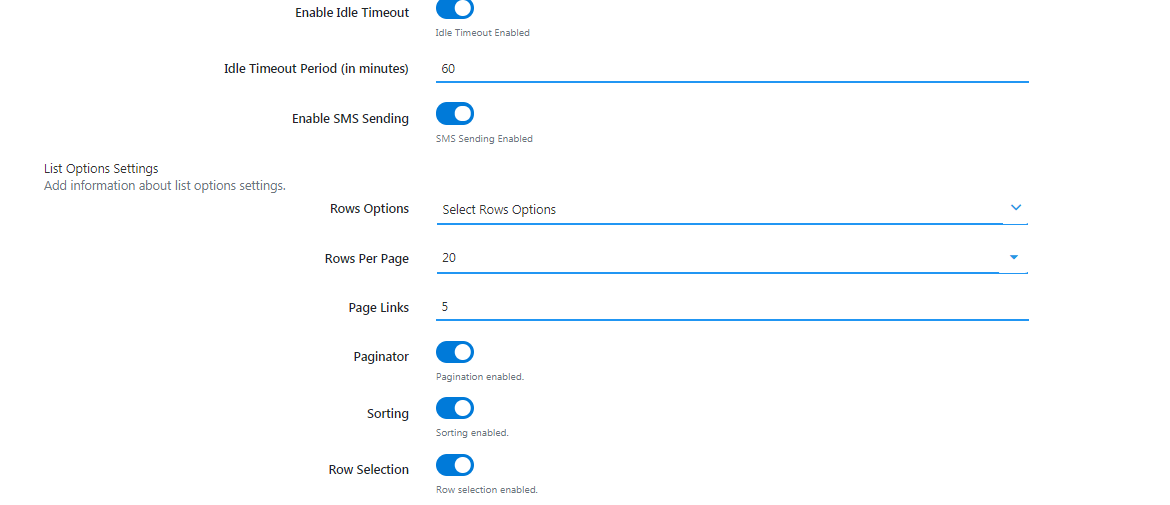 Enable Idle Timeout
Idle Timeout Enabled
Idle Timeout Period (in minutes) 60
Enable SMS Sending
SMS Sending Enabled
List Options Settings
Add information about list options settings.
Rows Options Select Rows Options
Rows Per Page 20
Page Links 5
Paginator
Pagination enabled.
Sorting
Sorting enabled.
Row Selection
Row selection enabled.